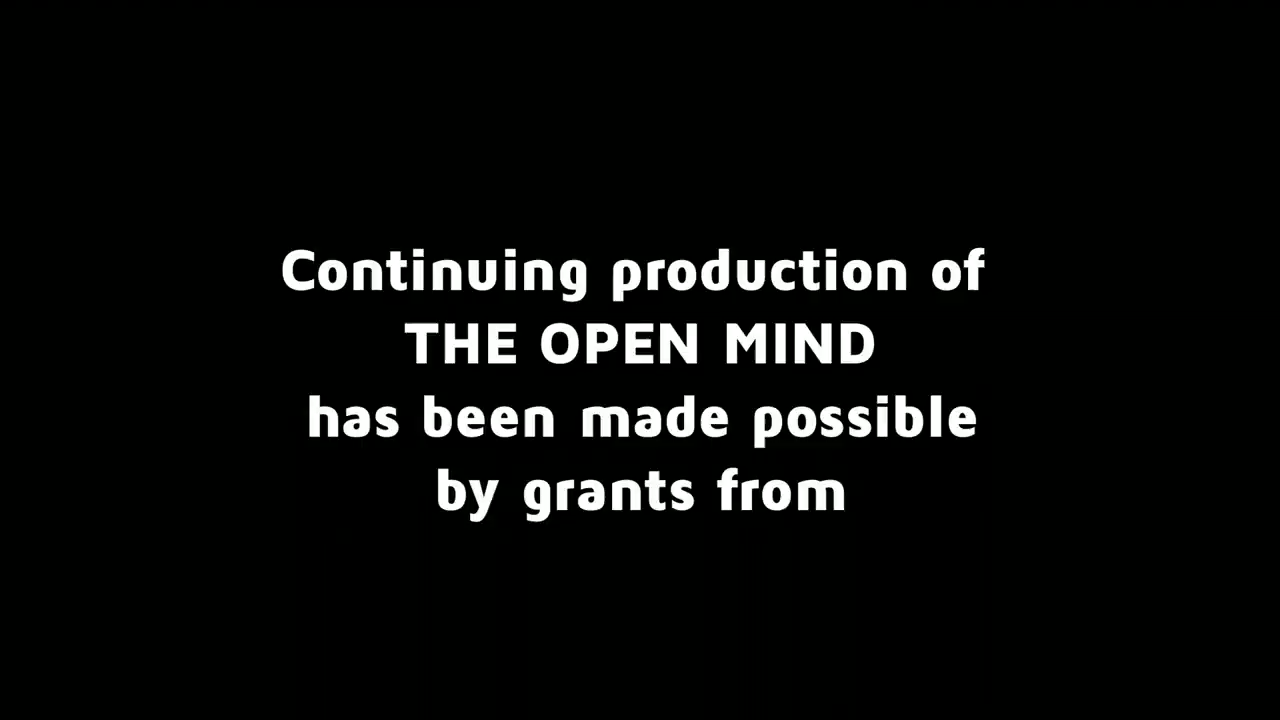 Continuing production of
THE OPEN MIND
has been made possible
by grants from